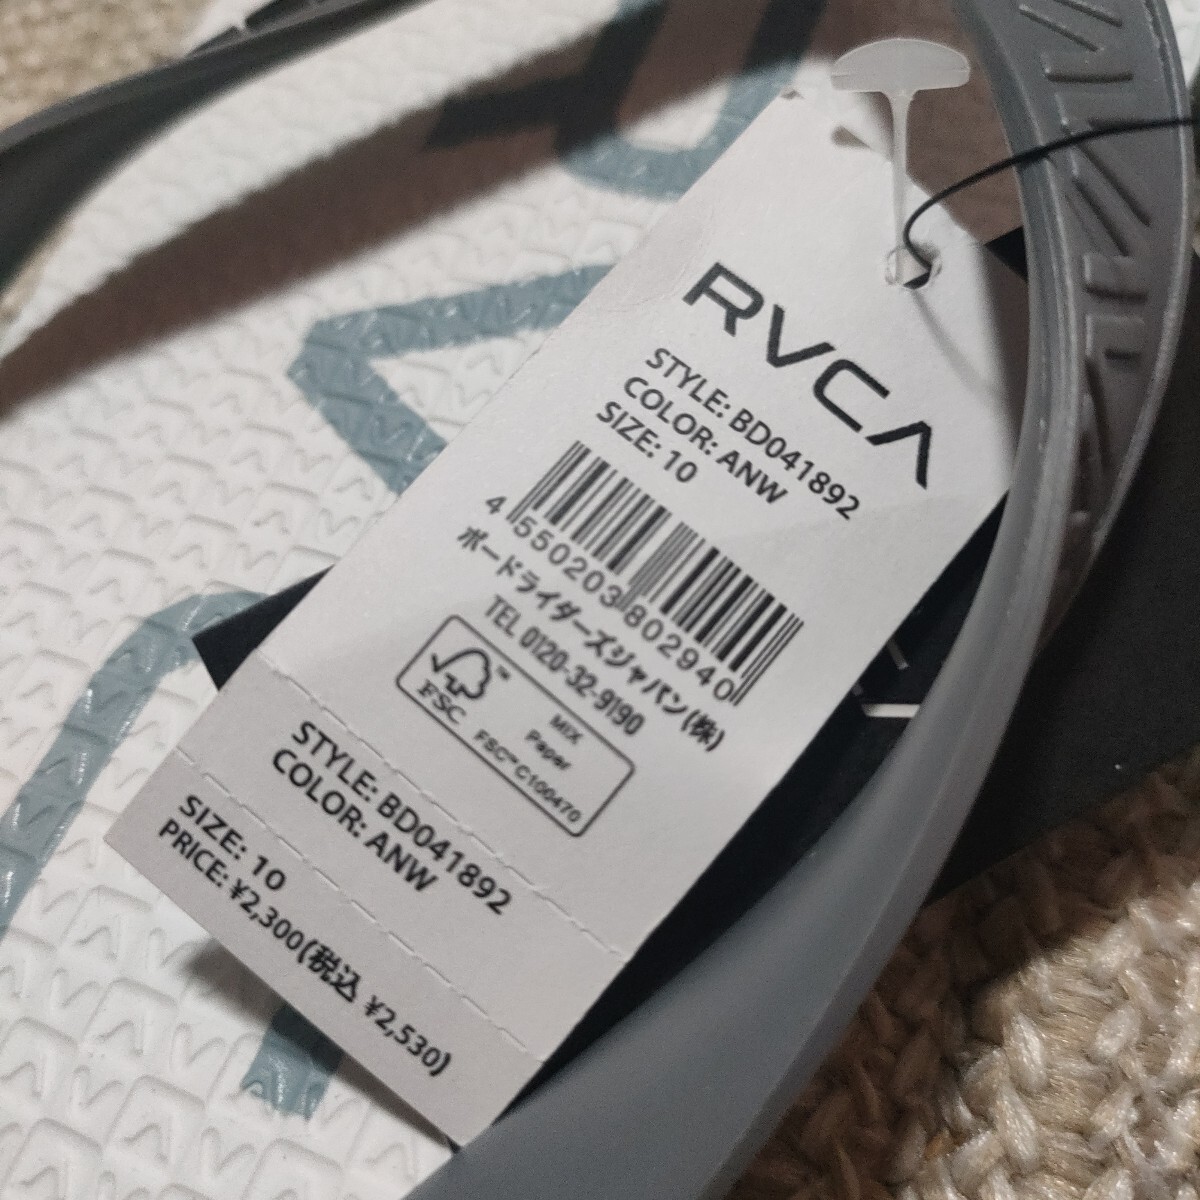 RVCA
STYLE: BD041892
COLOR: ANW
SIZE: 10
4 550203 802940
ボードライダーズジャパン(株)
TEL 0120-32-9190
FSC™
MIX
Paper
FSC™ C100470
STYLE: BD041892
COLOR: ANW
SIZE: 10
PRICE: ¥2,300(税込 ¥2,530)